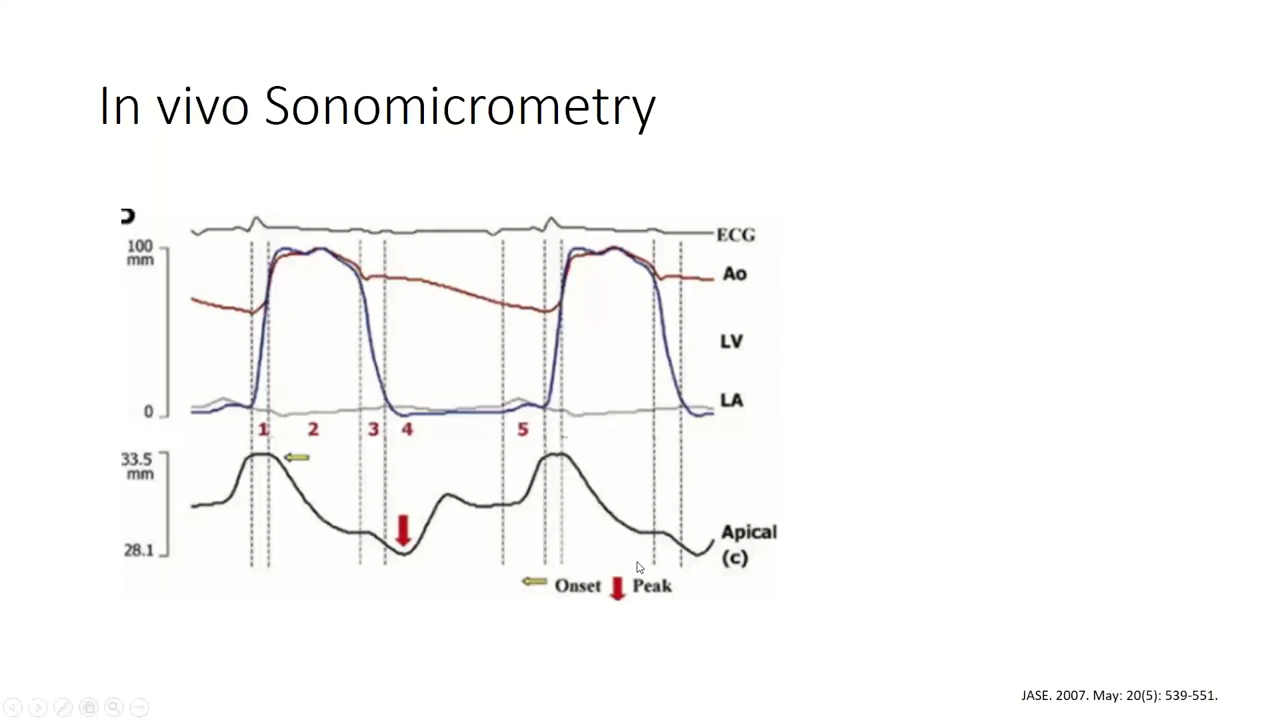 In vivo Sonomicrometry
ECG
100
mm
Ao
LV
LA
0
1 2 3 4 5
33.5
mm
28.1
Apical
(c)
Onset Peak
JASE. 2007. May: 20(5): 539-551.